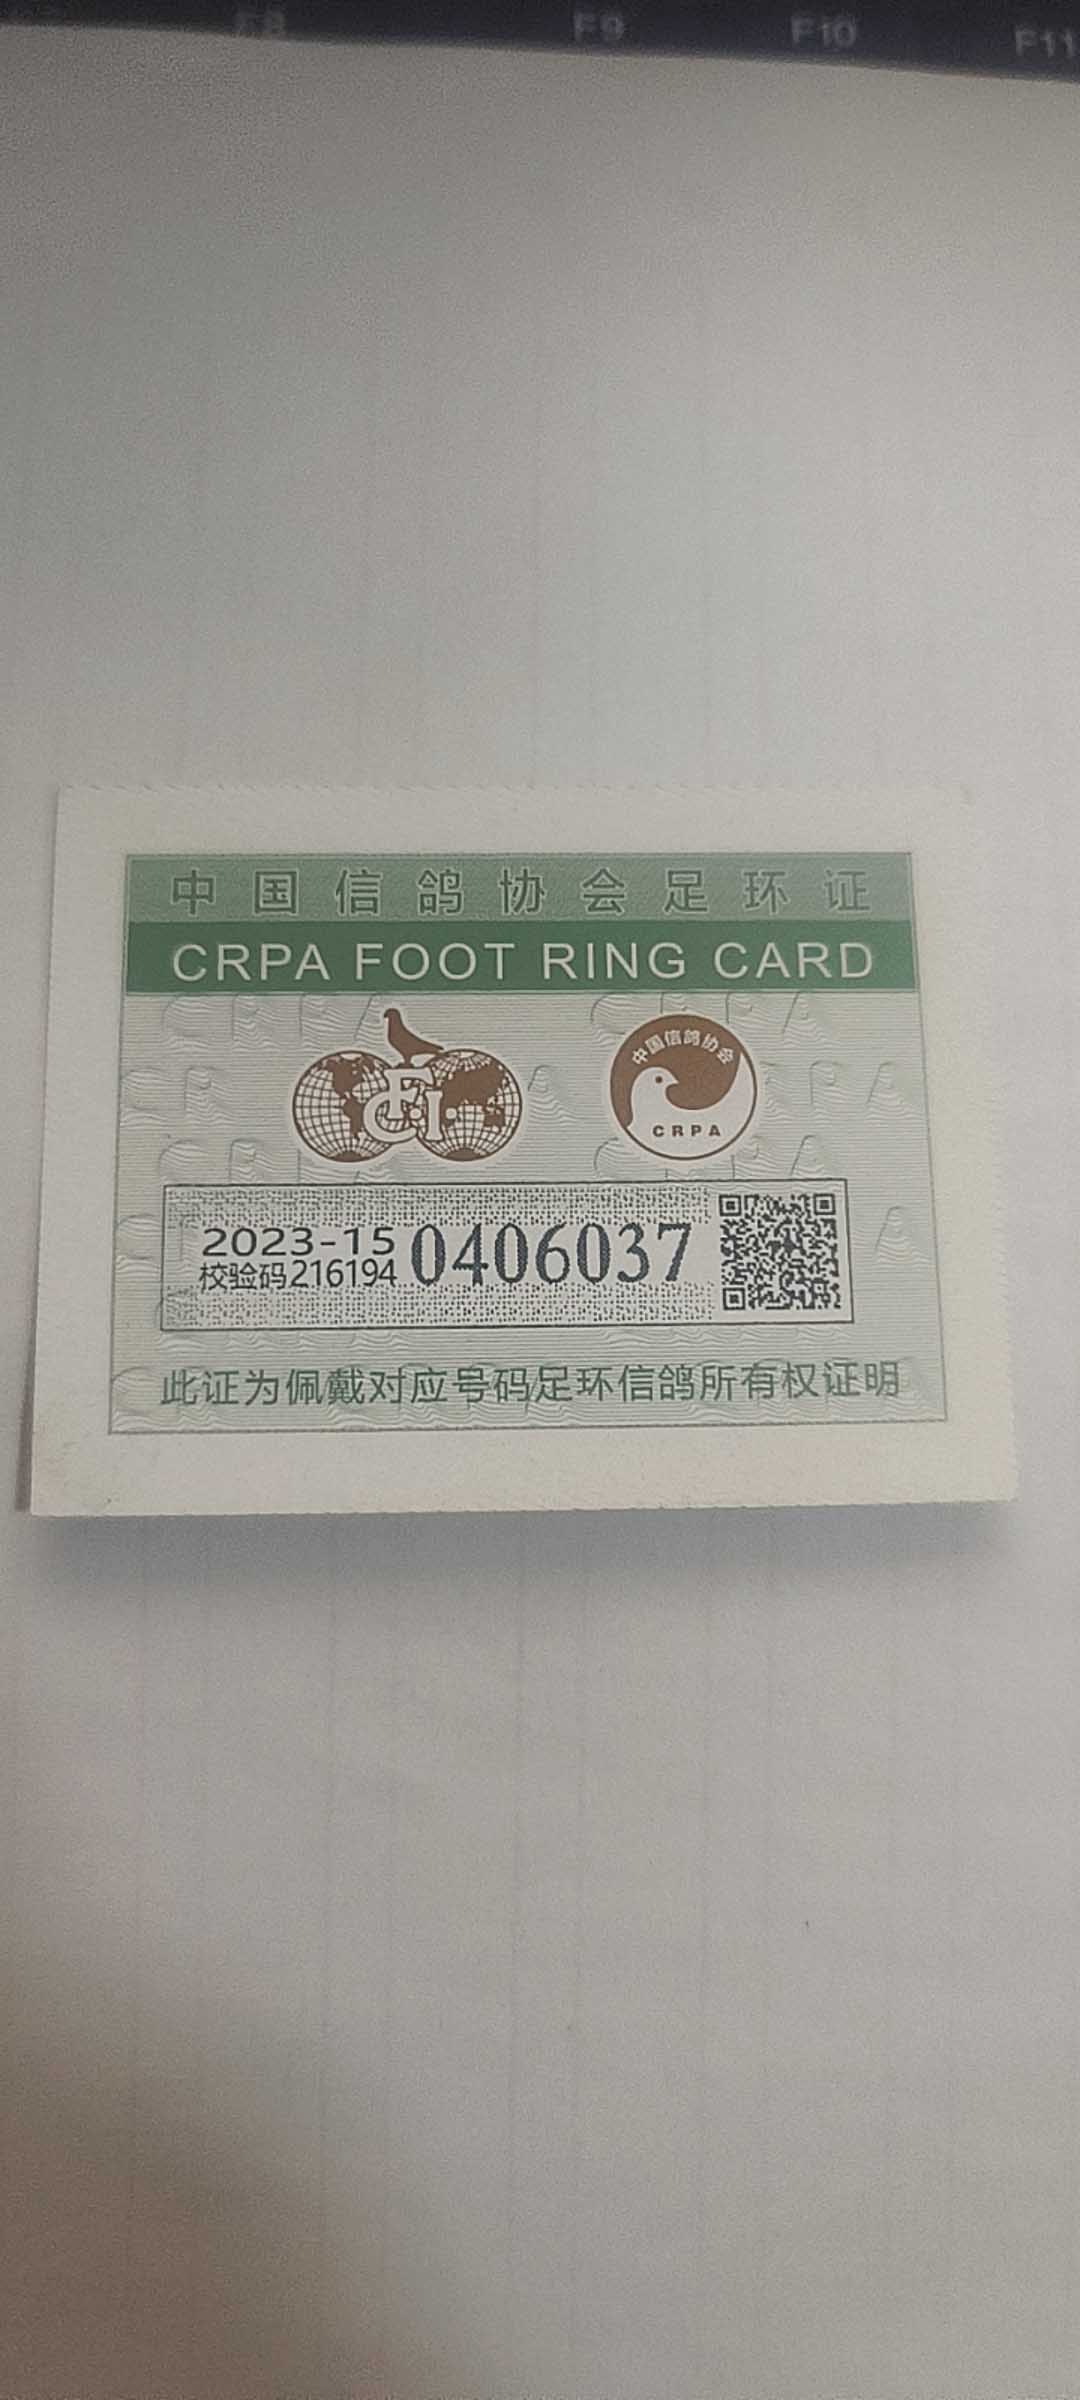 F8 F9 F10 F11
中国信鸽协会足环证
CRPA FOOT RING CARD
F.C.I.
中国信鸽协会
CRPA
2023-15 0406037
校验码216194
此证为佩戴对应号码足环信鸽所有权证明